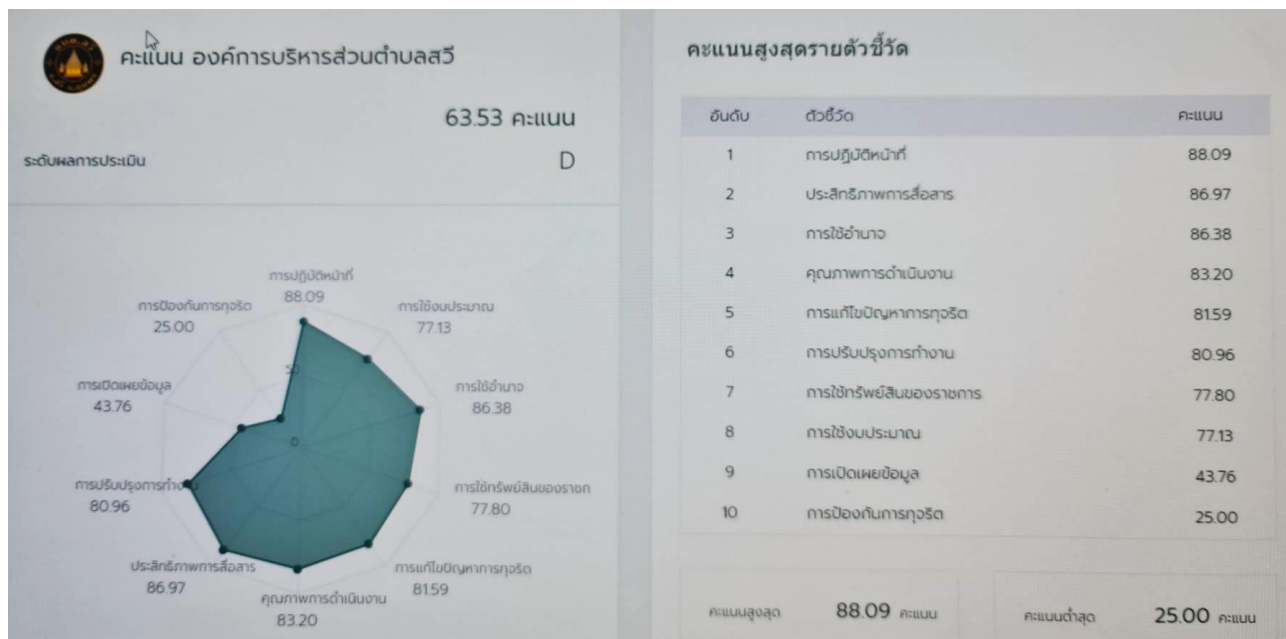 คะแนน องค์การบริหารส่วนตำบลสวี
63.53 คะแนน
ระดับผลการประเมิน
D
การปฏิบัติหน้าที่
88.09
การใช้งบประมาณ
77.13
การใช้อำนาจ
86.38
การใช้ทรัพย์สินของราชก
77.80
การแก้ไขปัญหาการทุจริต
81.59
คุณภาพการดำเนินงาน
83.20
ประสิทธิภาพการสื่อสาร
86.97
การปรับปรุงการทำง
80.96
การเปิดเผยข้อมูล
43.76
การป้องกันการทุจริต
25.00
50
0
คะแนนสูงสุดรายตัวชี้วัด
อันดับ ตัวชี้วัด คะแนน
1 การปฏิบัติหน้าที่ 88.09
2 ประสิทธิภาพการสื่อสาร 86.97
3 การใช้อำนาจ 86.38
4 คุณภาพการดำเนินงาน 83.20
5 การแก้ไขปัญหาการทุจริต 81.59
6 การปรับปรุงการทำงาน 80.96
7 การใช้ทรัพย์สินของราชการ 77.80
8 การใช้งบประมาณ 77.13
9 การเปิดเผยข้อมูล 43.76
10 การป้องกันการทุจริต 25.00
คะแนนสูงสุด 88.09 คะแนน
คะแนนต่ำสุด 25.00 คะแนน